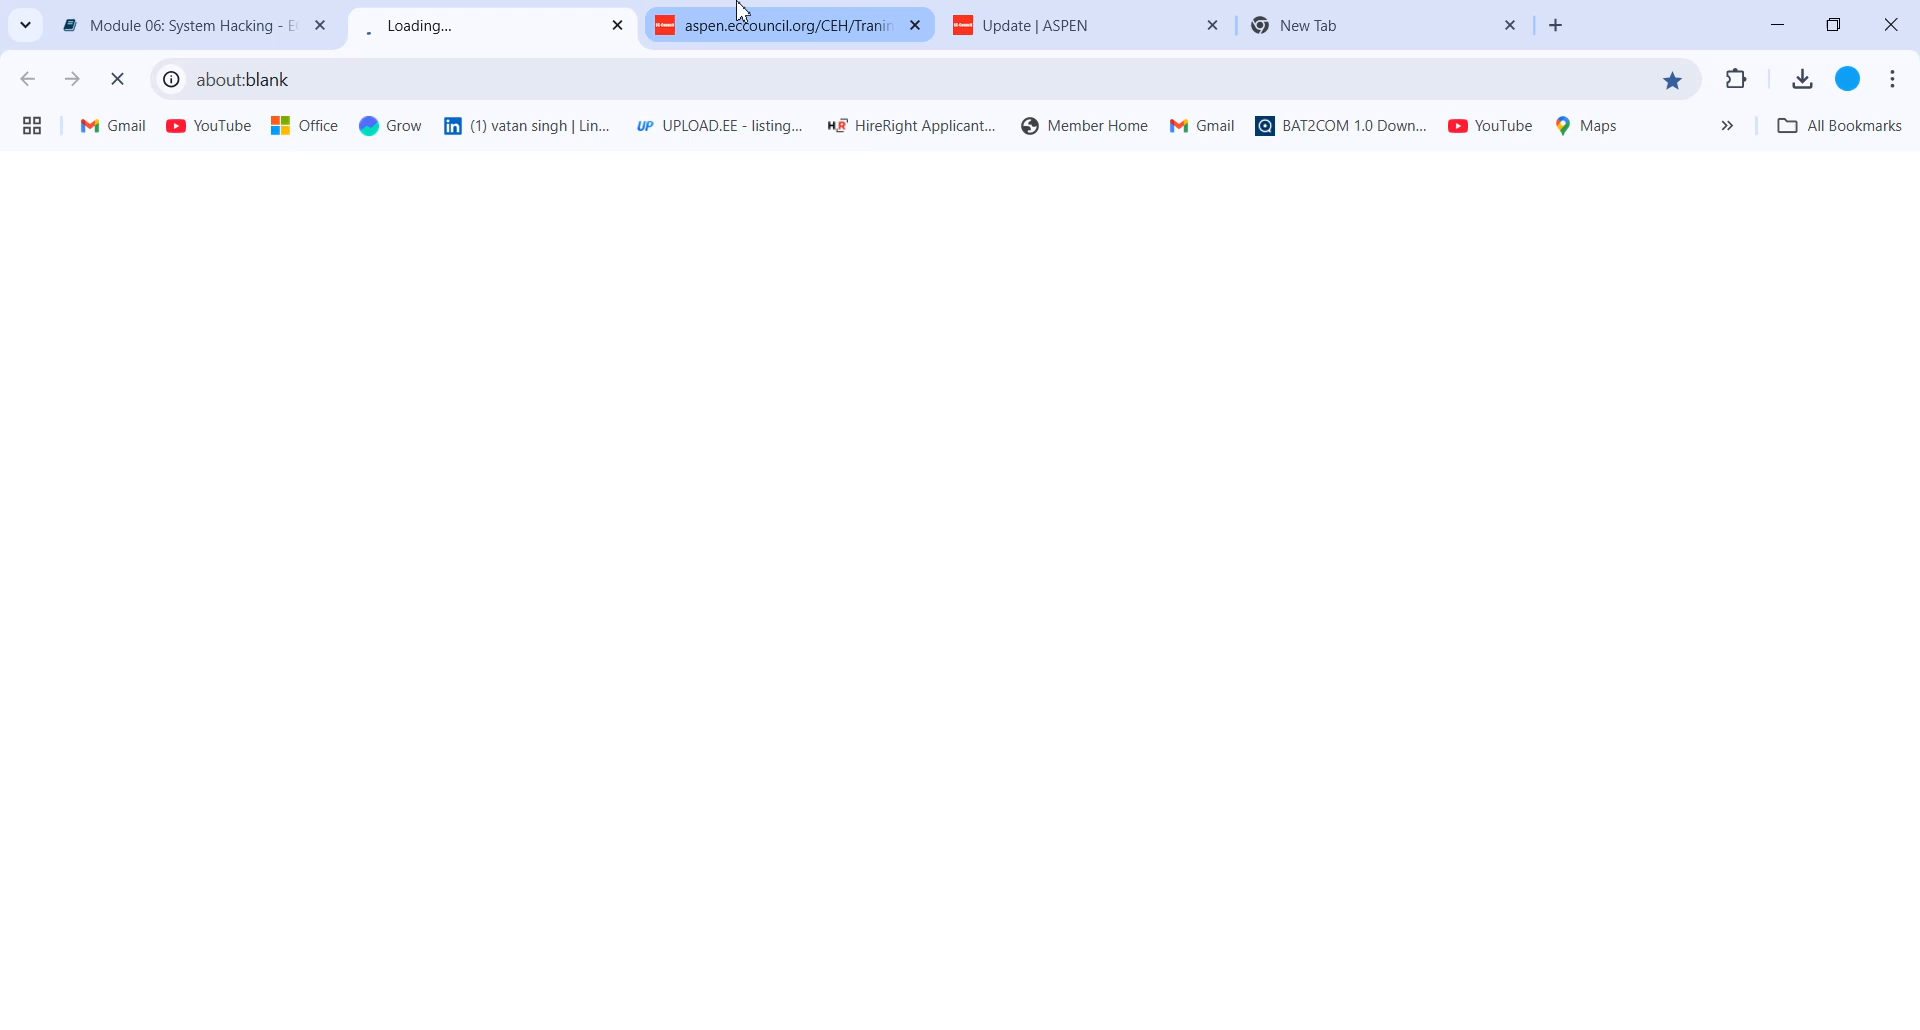 Module 06: System Hacking - E
Loading...
aspen.eccouncil.org/CEH/Tranin
Update | ASPEN
New Tab
about:blank
Gmail
YouTube
Office
Grow
(1) vatan singh | Lin...
UP UPLOAD.EE - listing...
HR HireRight Applicant...
Member Home
Gmail
BAT2COM 1.0 Down...
YouTube
Maps
All Bookmarks